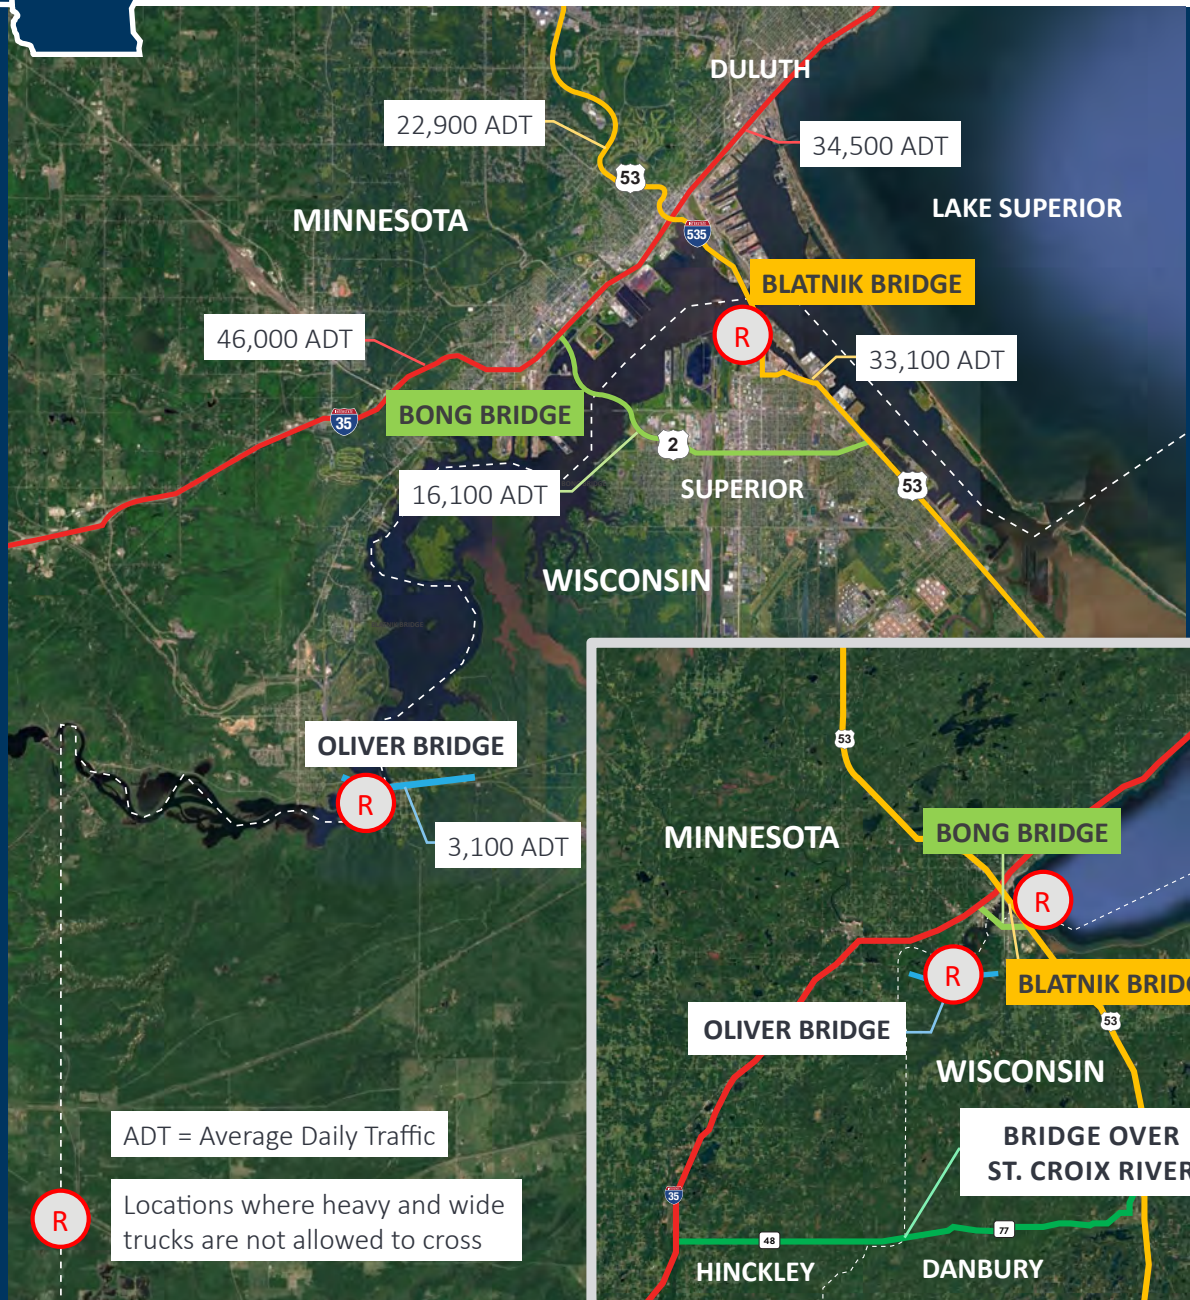 DULUTH
22,900 ADT
34,500 ADT
53
MINNESOTA
LAKE SUPERIOR
535
BLATNIK BRIDGE
R
46,000 ADT
33,100 ADT
BONG BRIDGE
35
2
16,100 ADT
SUPERIOR
53
WISCONSIN
OLIVER BRIDGE
R
3,100 ADT
53
MINNESOTA
BONG BRIDGE
R
R
BLATNIK BRIDG
OLIVER BRIDGE
53
WISCONSIN
BRIDGE OVER
ST. CROIX RIVER
35
48
77
HINCKLEY
DANBURY
ADT = Average Daily Traffic
R
Locations where heavy and wide
trucks are not allowed to cross